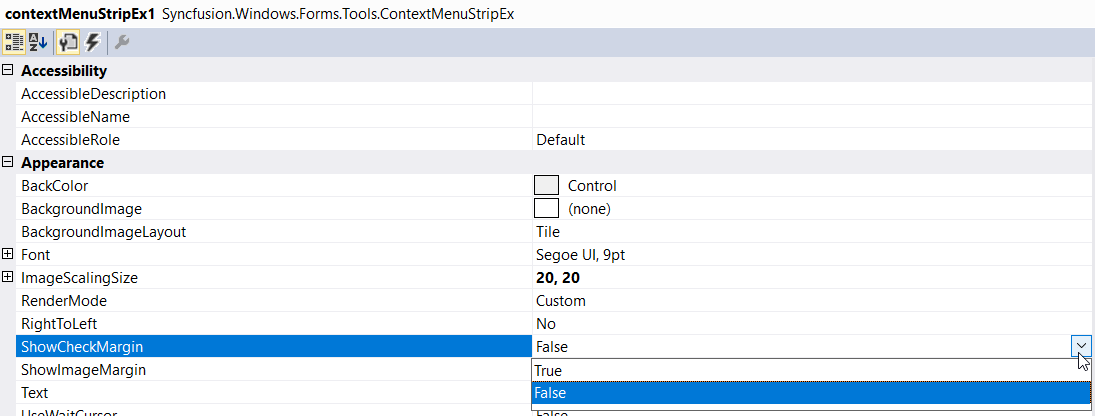 contextMenuStripEx1 Syncfusion.Windows.Forms.Tools.ContextMenuStripEx
Accessibility
AccessibleDescription
AccessibleName
AccessibleRole Default
Appearance
BackColor Control
BackgroundImage (none)
BackgroundImageLayout Tile
Font Segoe UI, 9pt
ImageScalingSize 20, 20
RenderMode Custom
RightToLeft No
ShowCheckMargin False
ShowImageMargin True
Text False
UseWaitCursor False